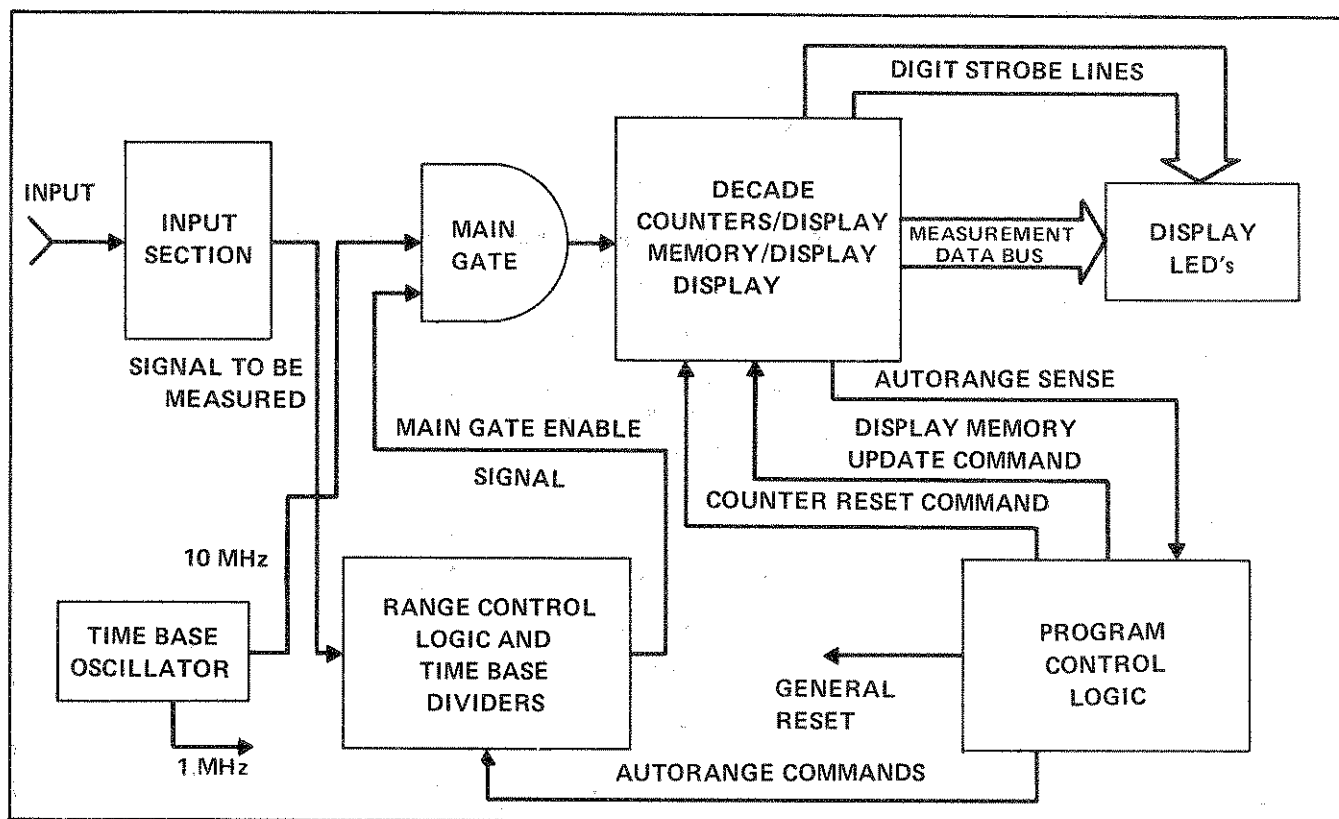 DIGIT STROBE LINES
INPUT
INPUT
SECTION
MAIN
GATE
DECADE
COUNTERS/DISPLAY
MEMORY/DISPLAY
DISPLAY
MEASUREMENT
DATA BUS
DISPLAY
LED's
SIGNAL TO BE
MEASURED
MAIN GATE ENABLE
SIGNAL
AUTORANGE SENSE
DISPLAY MEMORY
UPDATE COMMAND
COUNTER RESET COMMAND
10 MHz
TIME BASE
OSCILLATOR
1 MHz
RANGE CONTROL
LOGIC AND
TIME BASE
DIVIDERS
GENERAL
RESET
PROGRAM
CONTROL
LOGIC
AUTORANGE COMMANDS